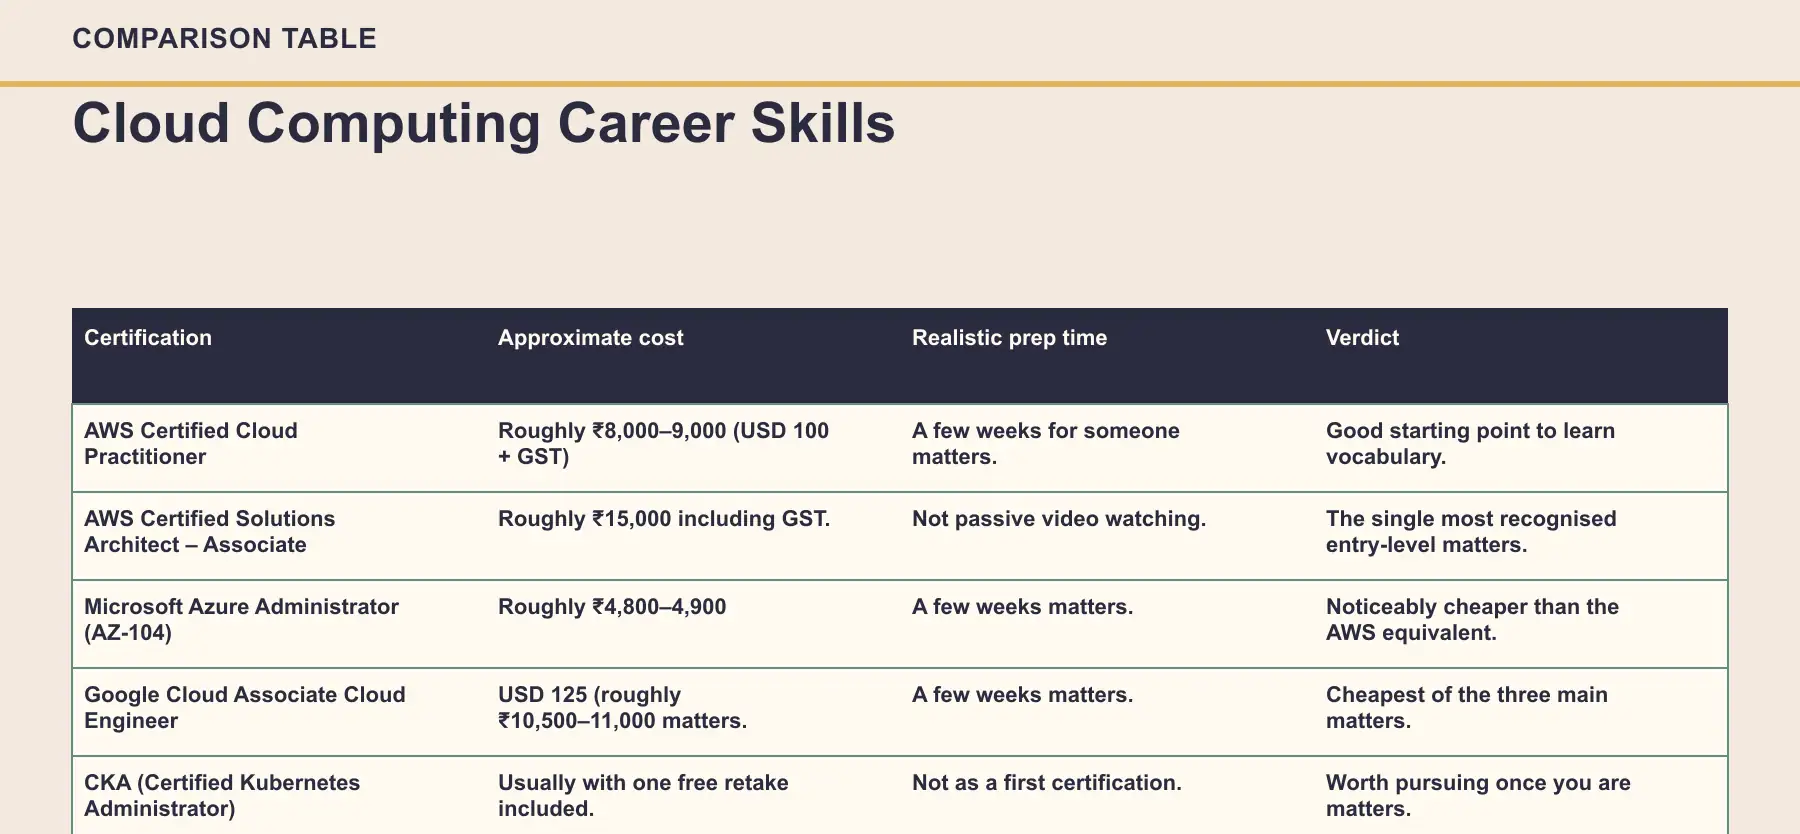 COMPARISON TABLE
Cloud Computing Career Skills
Certification
Approximate cost
Realistic prep time
Verdict
AWS Certified Cloud
Practitioner
Roughly ₹8,000–9,000 (USD 100
+ GST)
A few weeks for someone
matters.
Good starting point to learn
vocabulary.
AWS Certified Solutions
Architect – Associate
Roughly ₹15,000 including GST.
Not passive video watching.
The single most recognised
entry-level matters.
Microsoft Azure Administrator
(AZ-104)
Roughly ₹4,800–4,900
A few weeks matters.
Noticeably cheaper than the
AWS equivalent.
Google Cloud Associate Cloud
Engineer
USD 125 (roughly
₹10,500–11,000 matters.
A few weeks matters.
Cheapest of the three main
matters.
CKA (Certified Kubernetes
Administrator)
Usually with one free retake
included.
Not as a first certification.
Worth pursuing once you are
matters.